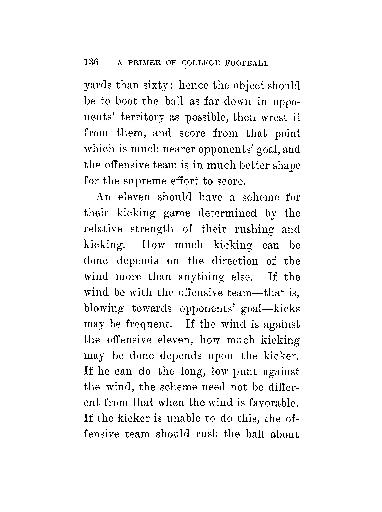 136 A PRIMER OF COLLEGE FOOTBALL
yards than sixty; hence the object should
be to boot the ball as far down in oppo-
nents' territory as possible, then wrest it
from them, and score from that point
which is much nearer opponents' goal, and
the offensive team is in much better shape
for the supreme effort to score.
An eleven should have a scheme for
their kicking game determined by the
relative strength of their rushing and
kicking. How much kicking can be
done depends on the direction of the
wind more than anything else. If the
wind be with the offensive team—that is,
blowing towards opponents' goal—kicks
may be frequent. If the wind is against
the offensive eleven, how much kicking
may be done depends upon the kicker.
If he can do the long, low punt against
the wind, the scheme need not be differ-
ent from that when the wind is favorable.
If the kicker is unable to do this, the of-
fensive team should rush the ball about